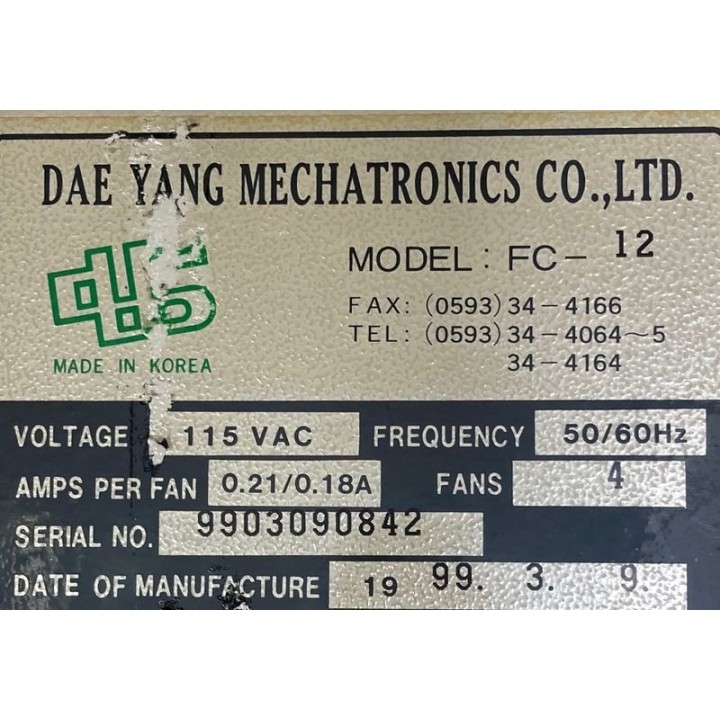 DAE YANG MECHATRONICS CO.,LTD.
MODEL: FC- 12
FAX: (0593)34-4166
TEL: (0593)34-4064~5
34-4164
MADE IN KOREA
VOLTAGE 115 VAC FREQUENCY 50/60Hz
AMPS PER FAN 0.21/0.18A FANS 4
SERIAL NO. 9903090842
DATE OF MANUFACTURE 19 99. 3. 9.